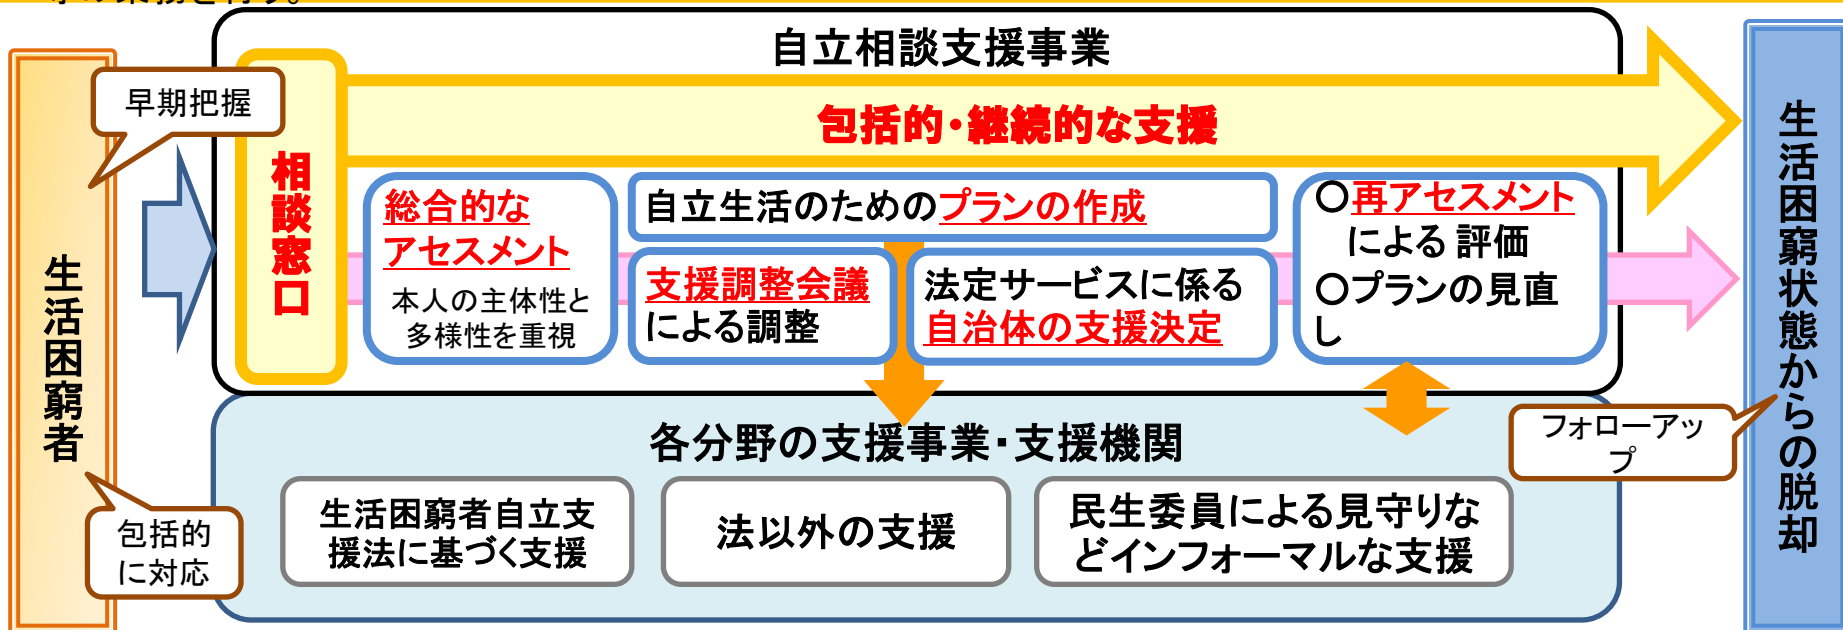 等の業務を行う。
自立相談支援事業
早期把握
包括的・継続的な支援
相談窓口
総合的な
アセスメント
本人の主体性と
多様性を重視
自立生活のためのプランの作成
支援調整会議
による調整
法定サービスに係る
自治体の支援決定
○再アセスメント
による 評価
○プランの見直
し
生活困窮者
生活困窮状態からの脱却
各分野の支援事業・支援機関
フォローアッ
プ
包括的
に対応
生活困窮者自立支
援法に基づく支援
法以外の支援
民生委員による見守りな
どインフォーマルな支援